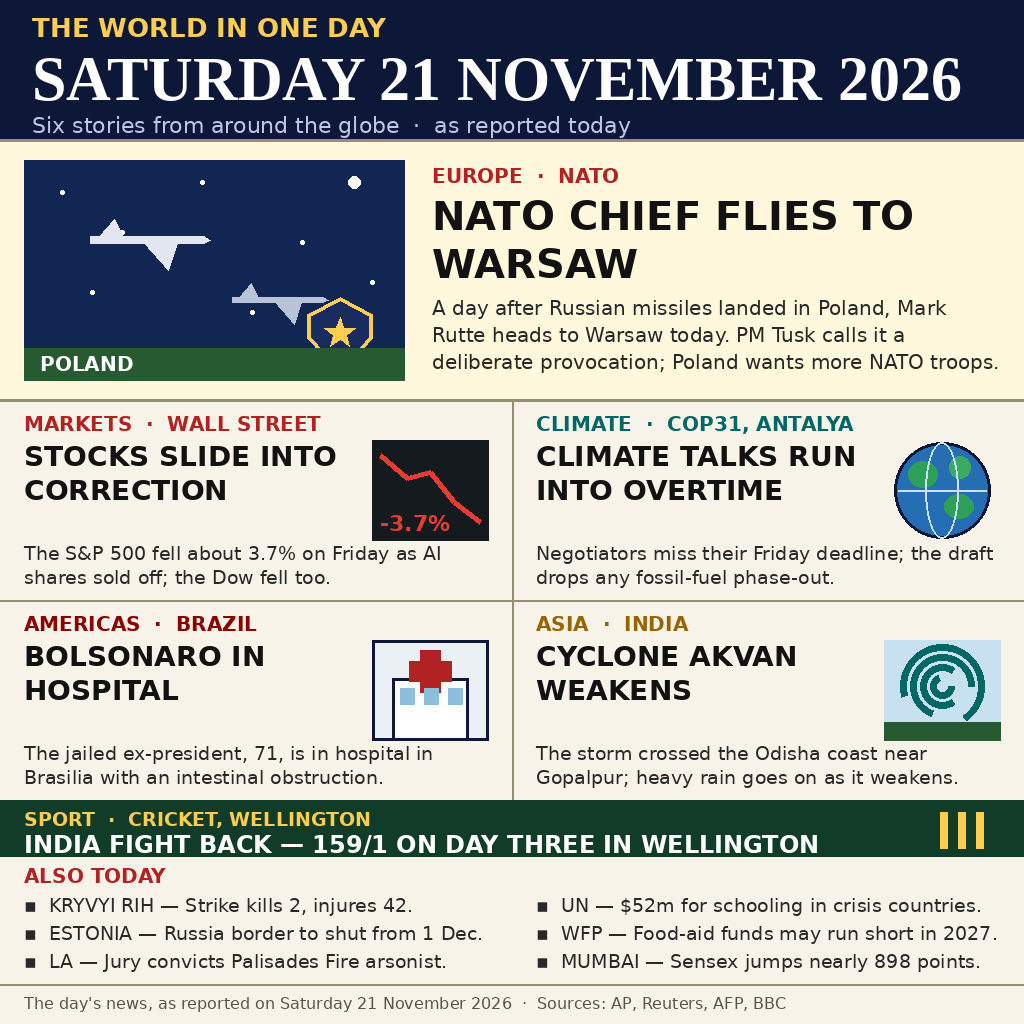 THE WORLD IN ONE DAY
SATURDAY 21 NOVEMBER 2026
Six stories from around the globe · as reported today
POLAND
EUROPE · NATO
NATO CHIEF FLIES TO
WARSAW
A day after Russian missiles landed in Poland, Mark
Rutte heads to Warsaw today. PM Tusk calls it a
deliberate provocation; Poland wants more NATO troops.
MARKETS · WALL STREET
STOCKS SLIDE INTO
CORRECTION
-3.7%
The S&P 500 fell about 3.7% on Friday as AI
shares sold off; the Dow fell too.
CLIMATE · COP31, ANTALYA
CLIMATE TALKS RUN
INTO OVERTIME
Negotiators miss their Friday deadline; the draft
drops any fossil-fuel phase-out.
AMERICAS · BRAZIL
BOLSONARO IN
HOSPITAL
The jailed ex-president, 71, is in hospital in
Brasilia with an intestinal obstruction.
ASIA · INDIA
CYCLONE AKVAN
WEAKENS
The storm crossed the Odisha coast near
Gopalpur; heavy rain goes on as it weakens.
SPORT · CRICKET, WELLINGTON
INDIA FIGHT BACK — 159/1 ON DAY THREE IN WELLINGTON
ALSO TODAY
▪ KRYVYI RIH — Strike kills 2, injures 42.
▪ ESTONIA — Russia border to shut from 1 Dec.
▪ LA — Jury convicts Palisades Fire arsonist.
▪ UN — $52m for schooling in crisis countries.
▪ WFP — Food-aid funds may run short in 2027.
▪ MUMBAI — Sensex jumps nearly 898 points.
The day's news, as reported on Saturday 21 November 2026 · Sources: AP, Reuters, AFP, BBC